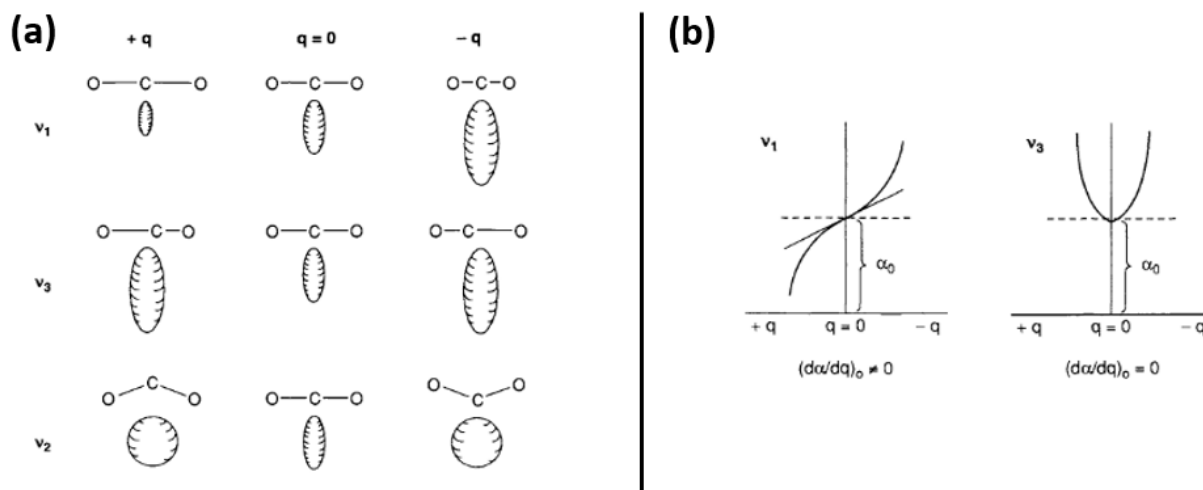 (a)
+ q q = 0 − q
O — C — O O — C — O O — C — O
ν₁
O — C — O O — C — O O — C — O
ν₃
O — C — O O — C — O O — C — O
ν₂
(b)
ν₁ ν₃
α₀ α₀
+ q q = 0 − q + q q = 0 − q
(dα/dq)₀ ≠ 0 (dα/dq)₀ = 0